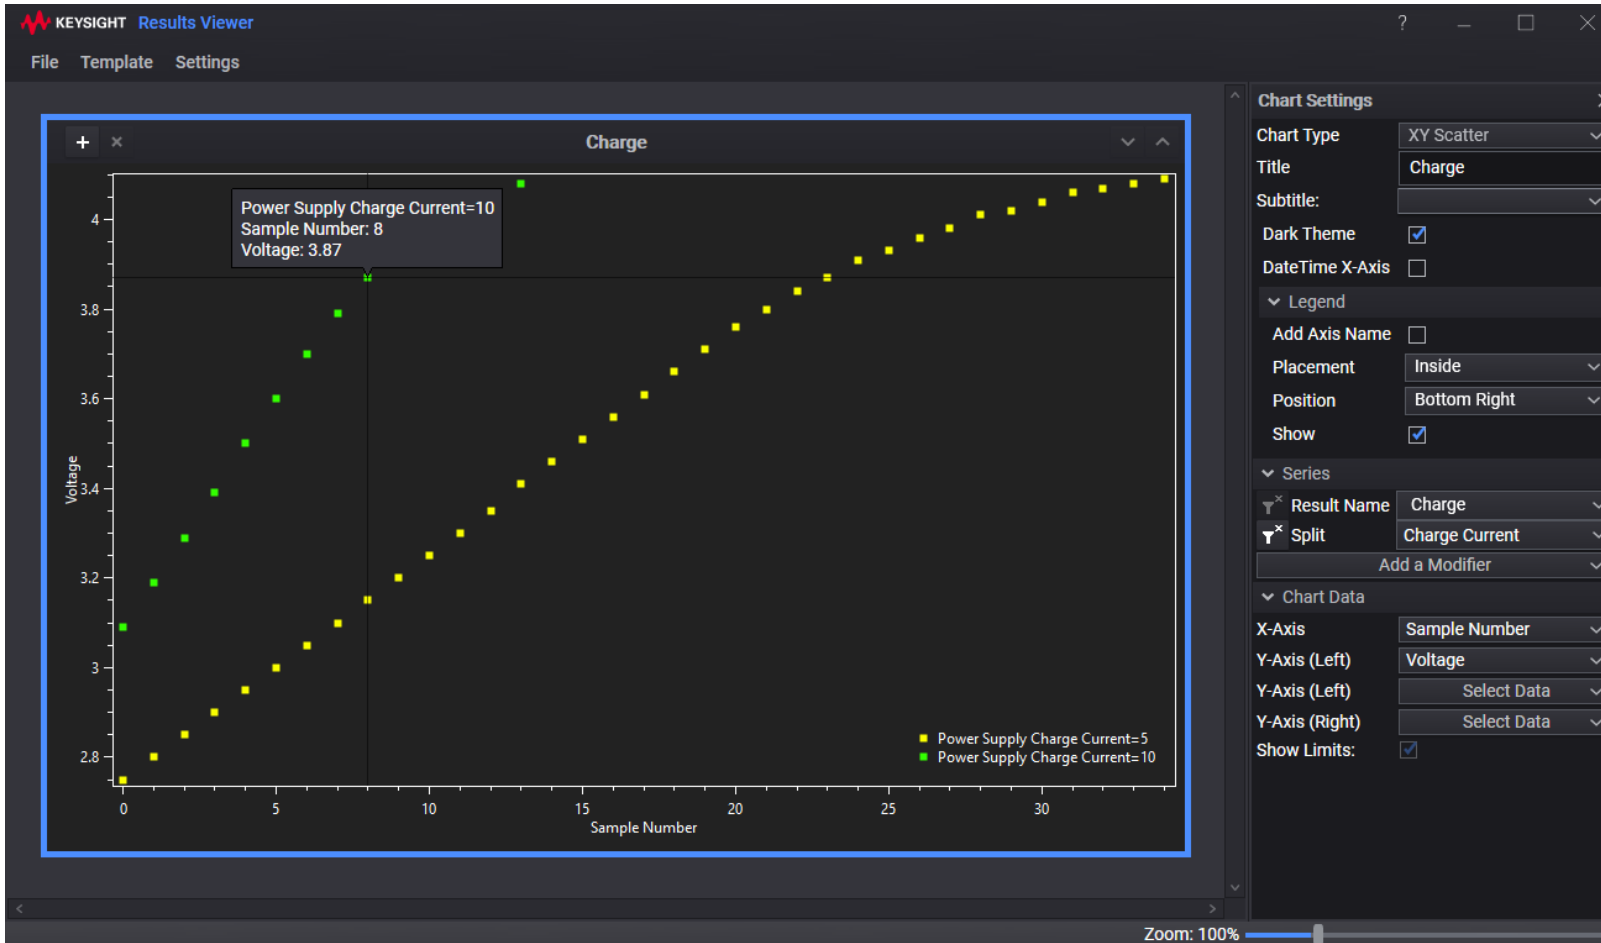 KEYSIGHT Results Viewer
?
File Template Settings
Charge
Power Supply Charge Current=10
Sample Number: 8
Voltage: 3.87
4
3.8
3.6
3.4
3.2
3
2.8
Voltage
0 5 10 15 20 25 30
Sample Number
Power Supply Charge Current=5
Power Supply Charge Current=10
Chart Settings
Chart Type XY Scatter
Title Charge
Subtitle:
Dark Theme
DateTime X-Axis
Legend
Add Axis Name
Placement Inside
Position Bottom Right
Show
Series
Result Name Charge
Split Charge Current
Add a Modifier
Chart Data
X-Axis Sample Number
Y-Axis (Left) Voltage
Y-Axis (Left) Select Data
Y-Axis (Right) Select Data
Show Limits:
Zoom: 100%